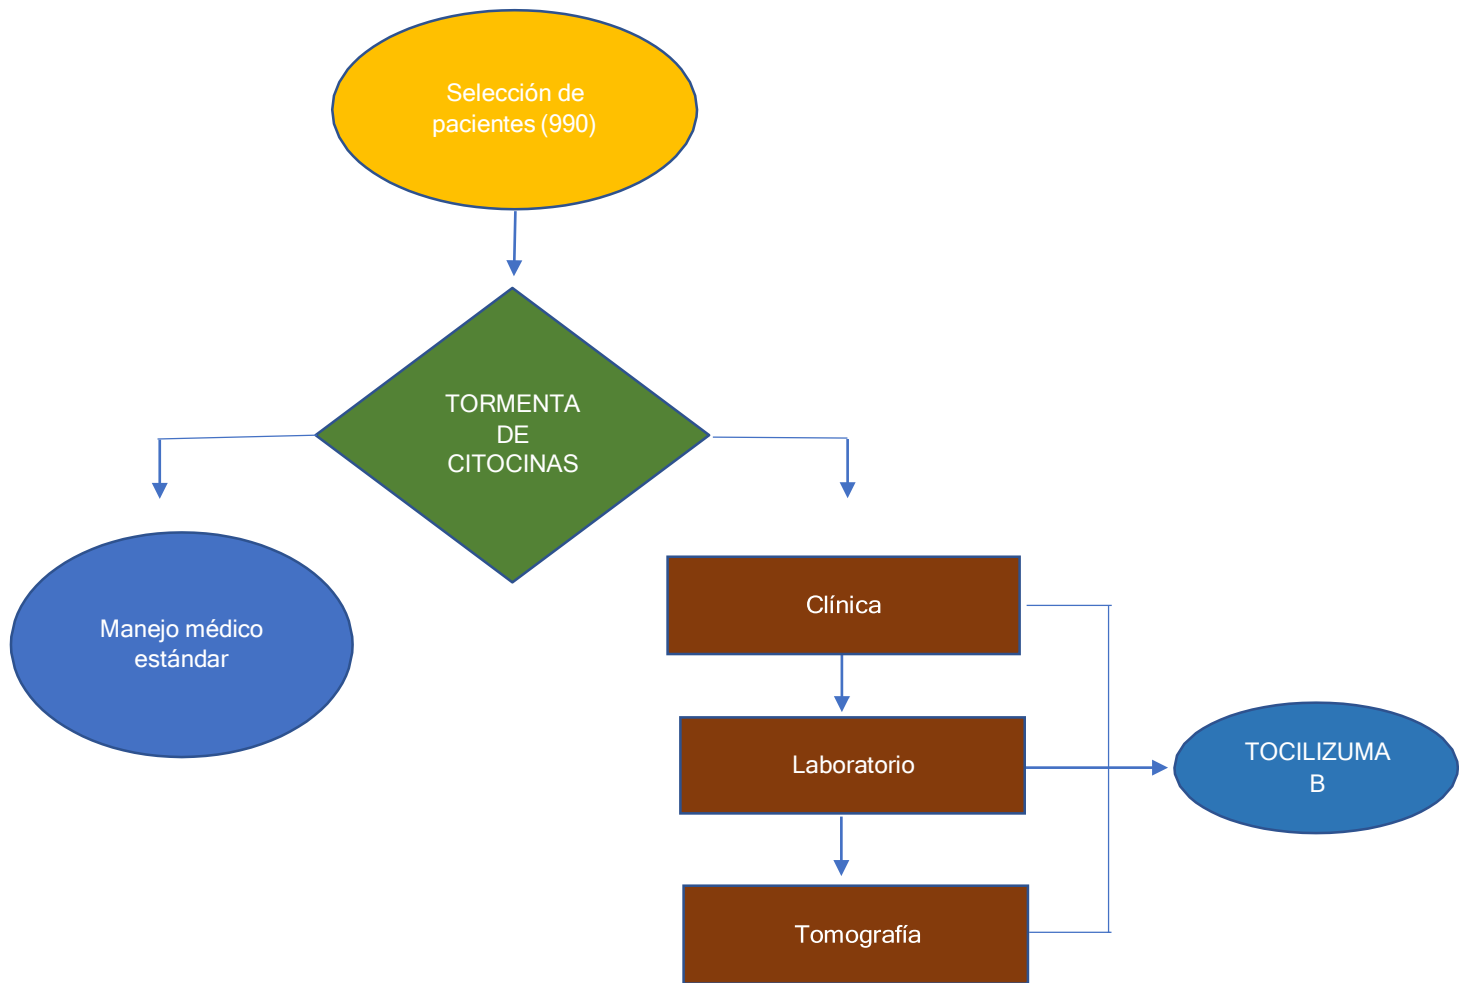 Selección de
pacientes (990)
TORMENTA
DE
CITOCINAS
Manejo médico
estándar
Clínica
Laboratorio
TOCILIZUMA
B
Tomografía